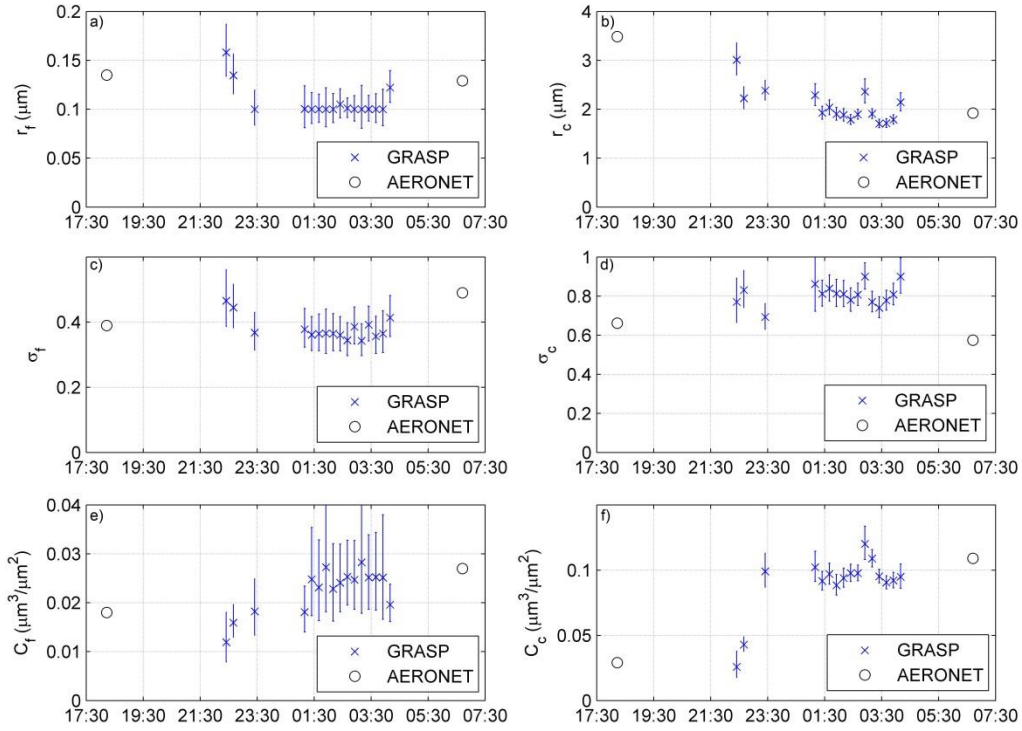 a)
0.2
0.15
0.1
0.05
0
r_f (μm)
GRASP
AERONET
17:30 19:30 21:30 23:30 01:30 03:30 05:30 07:30
b)
4
3
2
1
0
r_c (μm)
GRASP
AERONET
17:30 19:30 21:30 23:30 01:30 03:30 05:30 07:30
c)
0.4
0.2
0
σ_f
GRASP
AERONET
17:30 19:30 21:30 23:30 01:30 03:30 05:30 07:30
d)
1
0.8
0.6
0.4
0.2
0
σ_c
GRASP
AERONET
17:30 19:30 21:30 23:30 01:30 03:30 05:30 07:30
e)
0.04
0.03
0.02
0.01
0
C_f (μm³/μm²)
GRASP
AERONET
17:30 19:30 21:30 23:30 01:30 03:30 05:30 07:30
f)
0.1
0.05
0
C_c (μm³/μm²)
GRASP
AERONET
17:30 19:30 21:30 23:30 01:30 03:30 05:30 07:30